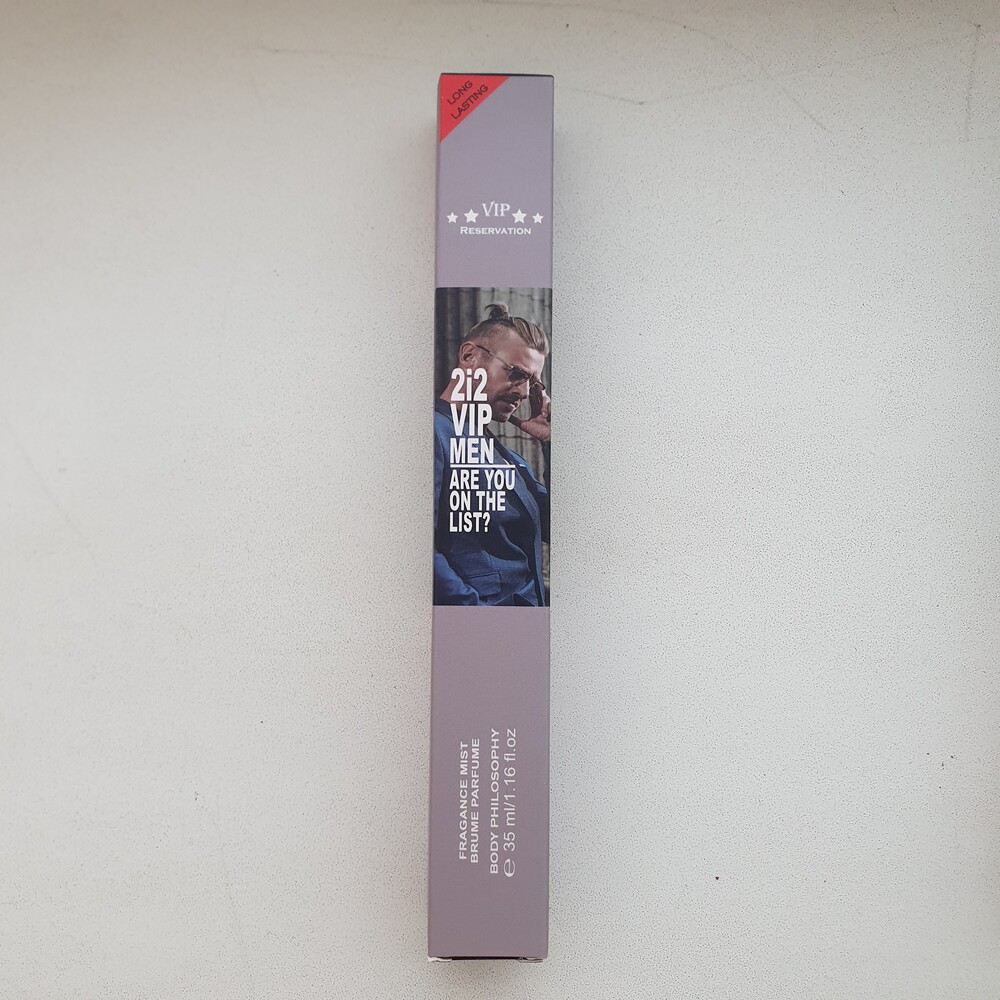 LONG
LASTING
VIP
RESERVATION
2i2
VIP
MEN
ARE YOU
ON THE
LIST?
FRAGANCE MIST
BRUME PARFUME
BODY PHILOSOPHY
℮ 35 ml/1.16 fl.oz